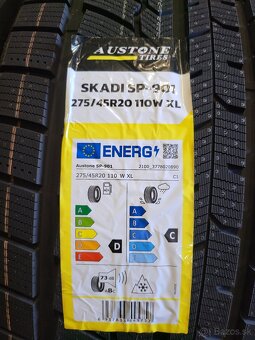 AUSTONE
TIRES
SKADI SP-901
275/45R20 110W XL
ENERG
Austone SP-901
275/45R20 110 W XL
C1
A
B
C
D
E
D
A
B
C
D
E
C
73 dB
Bazos.sk